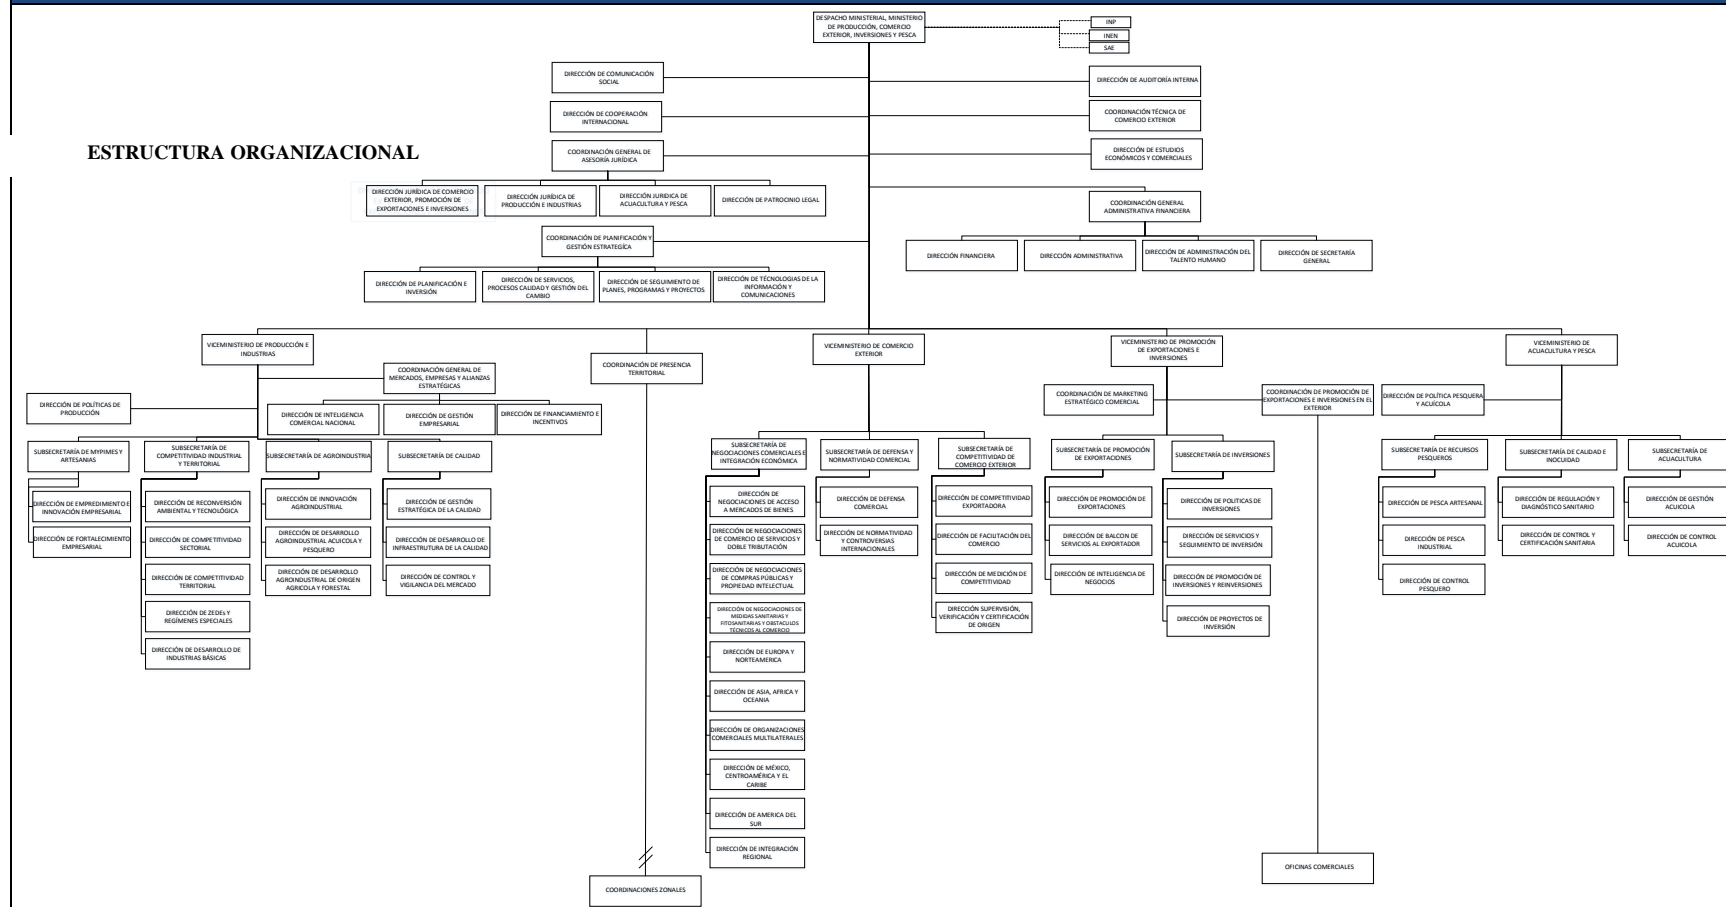 DESPACHO MINISTERIAL, MINISTERIO
DE PRODUCCIÓN, COMERCIO
EXTERIOR, INVERSIONES Y PESCA
INP
INEN
SAE
DIRECCIÓN DE COMUNICACIÓN
SOCIAL
DIRECCIÓN DE AUDITORÍA INTERNA
DIRECCIÓN DE COOPERACIÓN
INTERNACIONAL
COORDINACIÓN TÉCNICA DE
COMERCIO EXTERIOR
ESTRUCTURA ORGANIZACIONAL
COORDINACIÓN GENERAL DE
ASESORÍA JURÍDICA
DIRECCIÓN DE ESTUDIOS
ECONÓMICOS Y COMERCIALES
DIRECCIÓN JURÍDICA DE COMERCIO
EXTERIOR, PROMOCIÓN DE
EXPORTACIONES E INVERSIONES
DIRECCIÓN JURÍDICA DE
PRODUCCIÓN E INDUSTRIAS
DIRECCIÓN JURIDICA DE
ACUACULTURA Y PESCA
DIRECCIÓN DE PATROCINIO LEGAL
COORDINACIÓN GENERAL
ADMINISTRATIVA FINANCIERA
COORDINACIÓN DE PLANIFICACIÓN Y
GESTIÓN ESTRATEGÍCA
DIRECCIÓN FINANCIERA
DIRECCIÓN ADMINISTRATIVA
DIRECCIÓN DE ADMINISTRACIÓN DEL
TALENTO HUMANO
DIRECCIÓN DE SECRETARÍA
GENERAL
DIRECCIÓN DE PLANIFICACIÓN E
INVERSIÓN
DIRECCIÓN DE SERVICIOS,
PROCESOS CALIDAD Y GESTIÓN DEL
CAMBIO
DIRECCIÓN DE SEGUIMIENTO DE
PLANES, PROGRAMAS Y PROYECTOS
DIRECCIÓN DE TÉCNOLOGIAS DE LA
INFORMACIÓN Y
COMUNICACIONES
VICEMINISTERIO DE PRODUCCIÓN E
INDUSTRIAS
COORDINACIÓN DE PRESENCIA
TERRITORIAL
VICEMINISTERIO DE COMERCIO
EXTERIOR
VICEMINISTERIO DE PROMOCIÓN
DE EXPORTACIONES E
INVERSIONES
VICEMINISTERIO DE
ACUACULTURA Y PESCA
COORDINACIÓN GENERAL DE
MERCADOS, EMPRESAS Y ALIANZAS
ESTRATÉGICAS
DIRECCIÓN DE POLÍTICAS DE
PRODUCCIÓN
DIRECCIÓN DE INTELIGENCIA
COMERCIAL NACIONAL
DIRECCIÓN DE GESTIÓN
EMPRESARIAL
DIRECCIÓN DE FINANCIAMIENTO E
INCENTIVOS
COORDINACIÓN DE MARKETING
ESTRATÉGICO COMERCIAL
COORDINACIÓN DE PROMOCIÓN DE
EXPORTACIONES E INVERSIONES EN EL
EXTERIOR
DIRECCIÓN DE POLÍTICA PESQUERA
Y ACUÍCOLA
SUBSECRETARÍA DE MYPIMES Y
ARTESANIAS
SUBSECRETARÍA DE
COMPETITIVIDAD INDUSTRIAL
Y TERRITORIAL
SUBSECRETARÍA DE AGROINDUSTRIA
SUBSECRETARÍA DE CALIDAD
SUBSECRETARÍA DE
NEGOCIACIONES COMERCIALES E
INTEGRACIÓN ECONÓMICA
SUBSECRETARÍA DE DEFENSA Y
NORMATIVIDAD COMERCIAL
SUBSECRETARÍA DE
COMPETITIVIDAD DE
COMERCIO EXTERIOR
SUBSECRETARÍA DE PROMOCIÓN
DE EXPORTACIONES
SUBSECRETARÍA DE INVERSIONES
SUBSECRETARÍA DE RECURSOS
PESQUEROS
SUBSECRETARÍA DE CALIDAD E
INOCUIDAD
SUBSECRETARÍA DE
ACUACULTURA
DIRECCIÓN DE EMPREDIMIENTO E
INNOVACIÓN EMPRESARIAL
DIRECCIÓN DE FORTALECIMIENTO
EMPRESARIAL
DIRECCIÓN DE RECONVERSIÓN
AMBIENTAL Y TECNOLÓGICA
DIRECCIÓN DE COMPETITIVIDAD
SECTORIAL
DIRECCIÓN DE COMPETITIVIDAD
TERRITORIAL
DIRECCIÓN DE ZEDEs Y
REGÍMENES ESPECIALES
DIRECCIÓN DE DESARROLLO DE
INDUSTRIAS BÁSICAS
DIRECCIÓN DE INNOVACIÓN
AGROINDUSTRIAL
DIRECCIÓN DE DESARROLLO
AGROINDUSTRIAL ACUICOLA Y
PESQUERO
DIRECCIÓN DE DESARROLLO
AGROINDUSTRIAL DE ORIGEN
AGRICOLA Y FORESTAL
DIRECCIÓN DE GESTIÓN
ESTRATÉGICA DE LA CALIDAD
DIRECCIÓN DE DESARROLLO DE
INFRAESTRUTURA DE LA CALIDAD
DIRECCIÓN DE CONTROL Y
VIGILANCIA DEL MERCADO
DIRECCIÓN DE
NEGOCIACIONES DE ACCESO
A MERCADOS DE BIENES
DIRECCIÓN DE NEGOCIACIONES
DE COMERCIO DE SERVICIOS Y
DOBLE TRIBUTACIÓN
DIRECCIÓN DE NEGOCIACIONES
DE COMPRAS PÚBLICAS Y
PROPIEDAD INTELECTUAL
DIRECCIÓN DE NEGOCIACIONES DE
MEDIDAS SANITARIAS Y
FITOSANITARIAS Y OBSTACULOS
TÉCNICOS AL COMERCIO
DIRECCIÓN DE EUROPA Y
NORTEAMERICA
DIRECCIÓN DE ASIA, AFRICA Y
OCEANIA
DIRECCIÓN DE ORGANIZACIONES
COMERCIALES MULTILATERALES
DIRECCIÓN DE MÉXICO,
CENTROAMÉRICA Y EL
CARIBE
DIRECCIÓN DE AMERICA DEL
SUR
DIRECCIÓN DE INTEGRACIÓN
REGIONAL
DIRECCIÓN DE DEFENSA
COMERCIAL
DIRECCIÓN DE NORMATIVIDAD
Y CONTROVERSIAS
INTERNACIONALES
DIRECCIÓN DE COMPETITIVIDAD
EXPORTADORA
DIRECCIÓN DE FACILITACIÓN DEL
COMERCIO
DIRECCIÓN DE MEDICIÓN DE
COMPETITIVIDAD
DIRECCIÓN SUPERVISIÓN,
VERIFICACIÓN Y CERTIFICACIÓN
DE ORIGEN
DIRECCIÓN DE PROMOCIÓN DE
EXPORTACIONES
DIRECCIÓN DE BALCON DE
SERVICIOS AL EXPORTADOR
DIRECCIÓN DE INTELIGENCIA DE
NEGOCIOS
DIRECCIÓN DE POLITICAS DE
INVERSIONES
DIRECCIÓN DE SERVICIOS Y
SEGUIMIENTO DE INVERSIÓN
DIRECCIÓN DE PROMOCIÓN DE
INVERSIONES Y REINVERSIONES
DIRECCIÓN DE PROYECTOS DE
INVERSIÓN
DIRECCIÓN DE PESCA ARTESANAL
DIRECCIÓN DE PESCA
INDUSTRIAL
DIRECCIÓN DE CONTROL
PESQUERO
DIRECCIÓN DE REGULACIÓN Y
DIAGNÓSTICO SANITARIO
DIRECCIÓN DE CONTROL Y
CERTIFICACIÓN SANITARIA
DIRECCIÓN DE GESTIÓN
ACUICOLA
DIRECCIÓN DE CONTROL
ACUICOLA
OFICINAS COMERCIALES
COORDINACIONES ZONALES